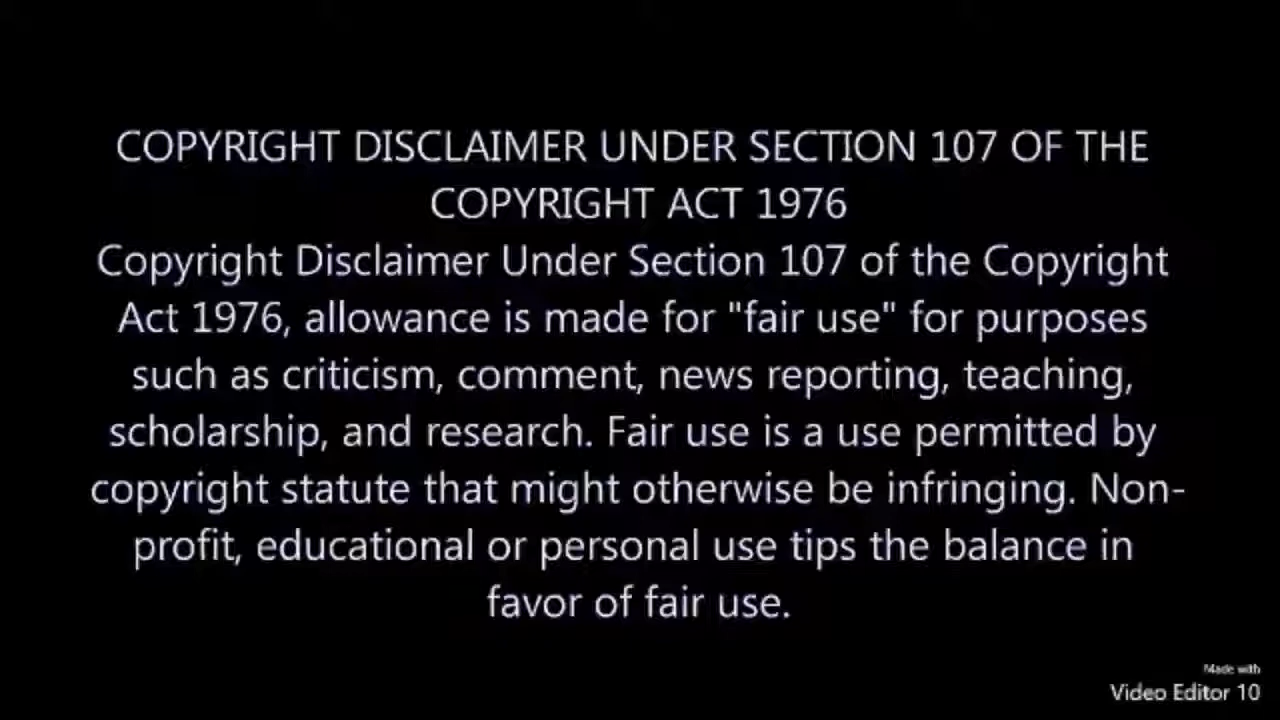 COPYRIGHT DISCLAIMER UNDER SECTION 107 OF THE
COPYRIGHT ACT 1976
Copyright Disclaimer Under Section 107 of the Copyright
Act 1976, allowance is made for "fair use" for purposes
such as criticism, comment, news reporting, teaching,
scholarship, and research. Fair use is a use permitted by
copyright statute that might otherwise be infringing. Non-
profit, educational or personal use tips the balance in
favor of fair use.
Made with
Video Editor 10